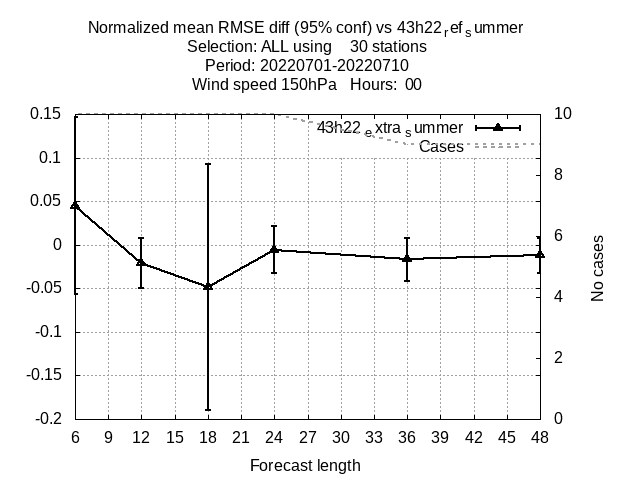 Normalized mean RMSE diff (95% conf) vs 43h22refsummer
Selection: ALL using 30 stations
Period: 20220701-20220710
Wind speed 150hPa Hours: 00
43h22extrasummer
Cases
0.15
0.1
0.05
0
-0.05
-0.1
-0.15
-0.2
10
8
6
4
2
0
No cases
6 9 12 15 18 21 24 27 30 33 36 39 42 45 48
Forecast length